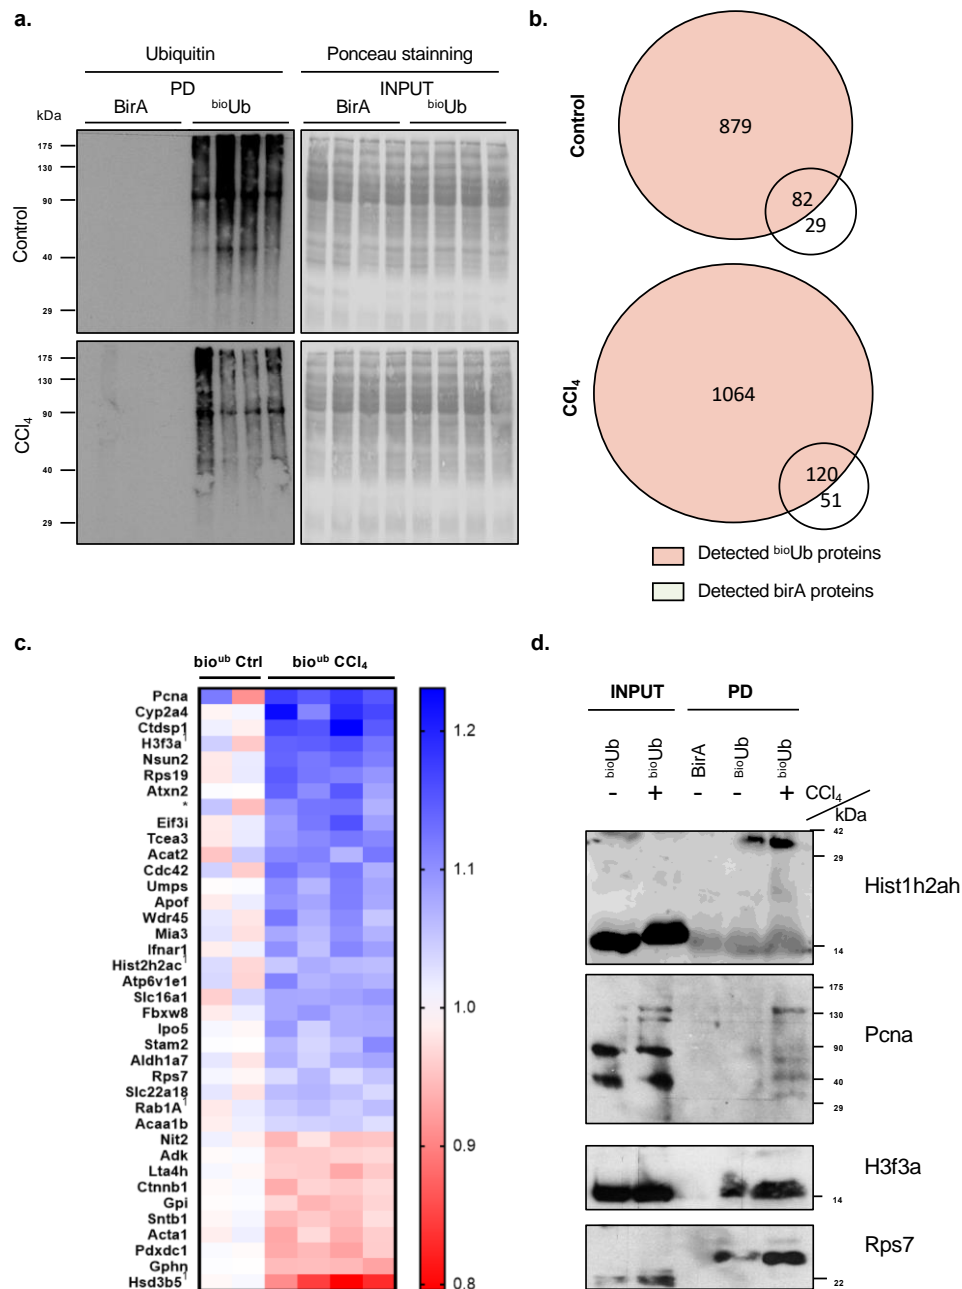 a.
Ubiquitin
Ponceau stainning
PD
INPUT
BirA
bioUb
BirA
bioUb
kDa
175
130
90
40
29
Control
175
130
90
40
29
CCl4
b.
Control
879
82
29
CCl4
1064
120
51
Detected bioUb proteins
Detected birA proteins
c.
bioub Ctrl
bioub CCl4
Pcna
Cyp2a4
Ctdsp1
H3f3a1
Nsun2
Rps19
Atxn2
*
Eif3i
Tcea3
Acat2
Cdc42
Umps
Apof
Wdr45
Mia3
Ifnar1
Hist2h2ac1
Atp6v1e1
Slc16a1
Fbxw8
Ipo5
Stam2
Aldh1a7
Rps7
Slc22a18
Rab1A1
Acaa1b
Nit2
Adk
Lta4h
Ctnnb1
Gpi
Sntb1
Acta1
Pdxdc1
Gphn
Hsd3b51
1.2
1.1
1.0
0.9
0.8
d.
INPUT
PD
bioUb
bioUb
BirA
BioUb
bioUb
- + - - + CCl4
kDa
42
29
14
Hist1h2ah
175
130
90
40
29
Pcna
14
H3f3a
22
Rps7